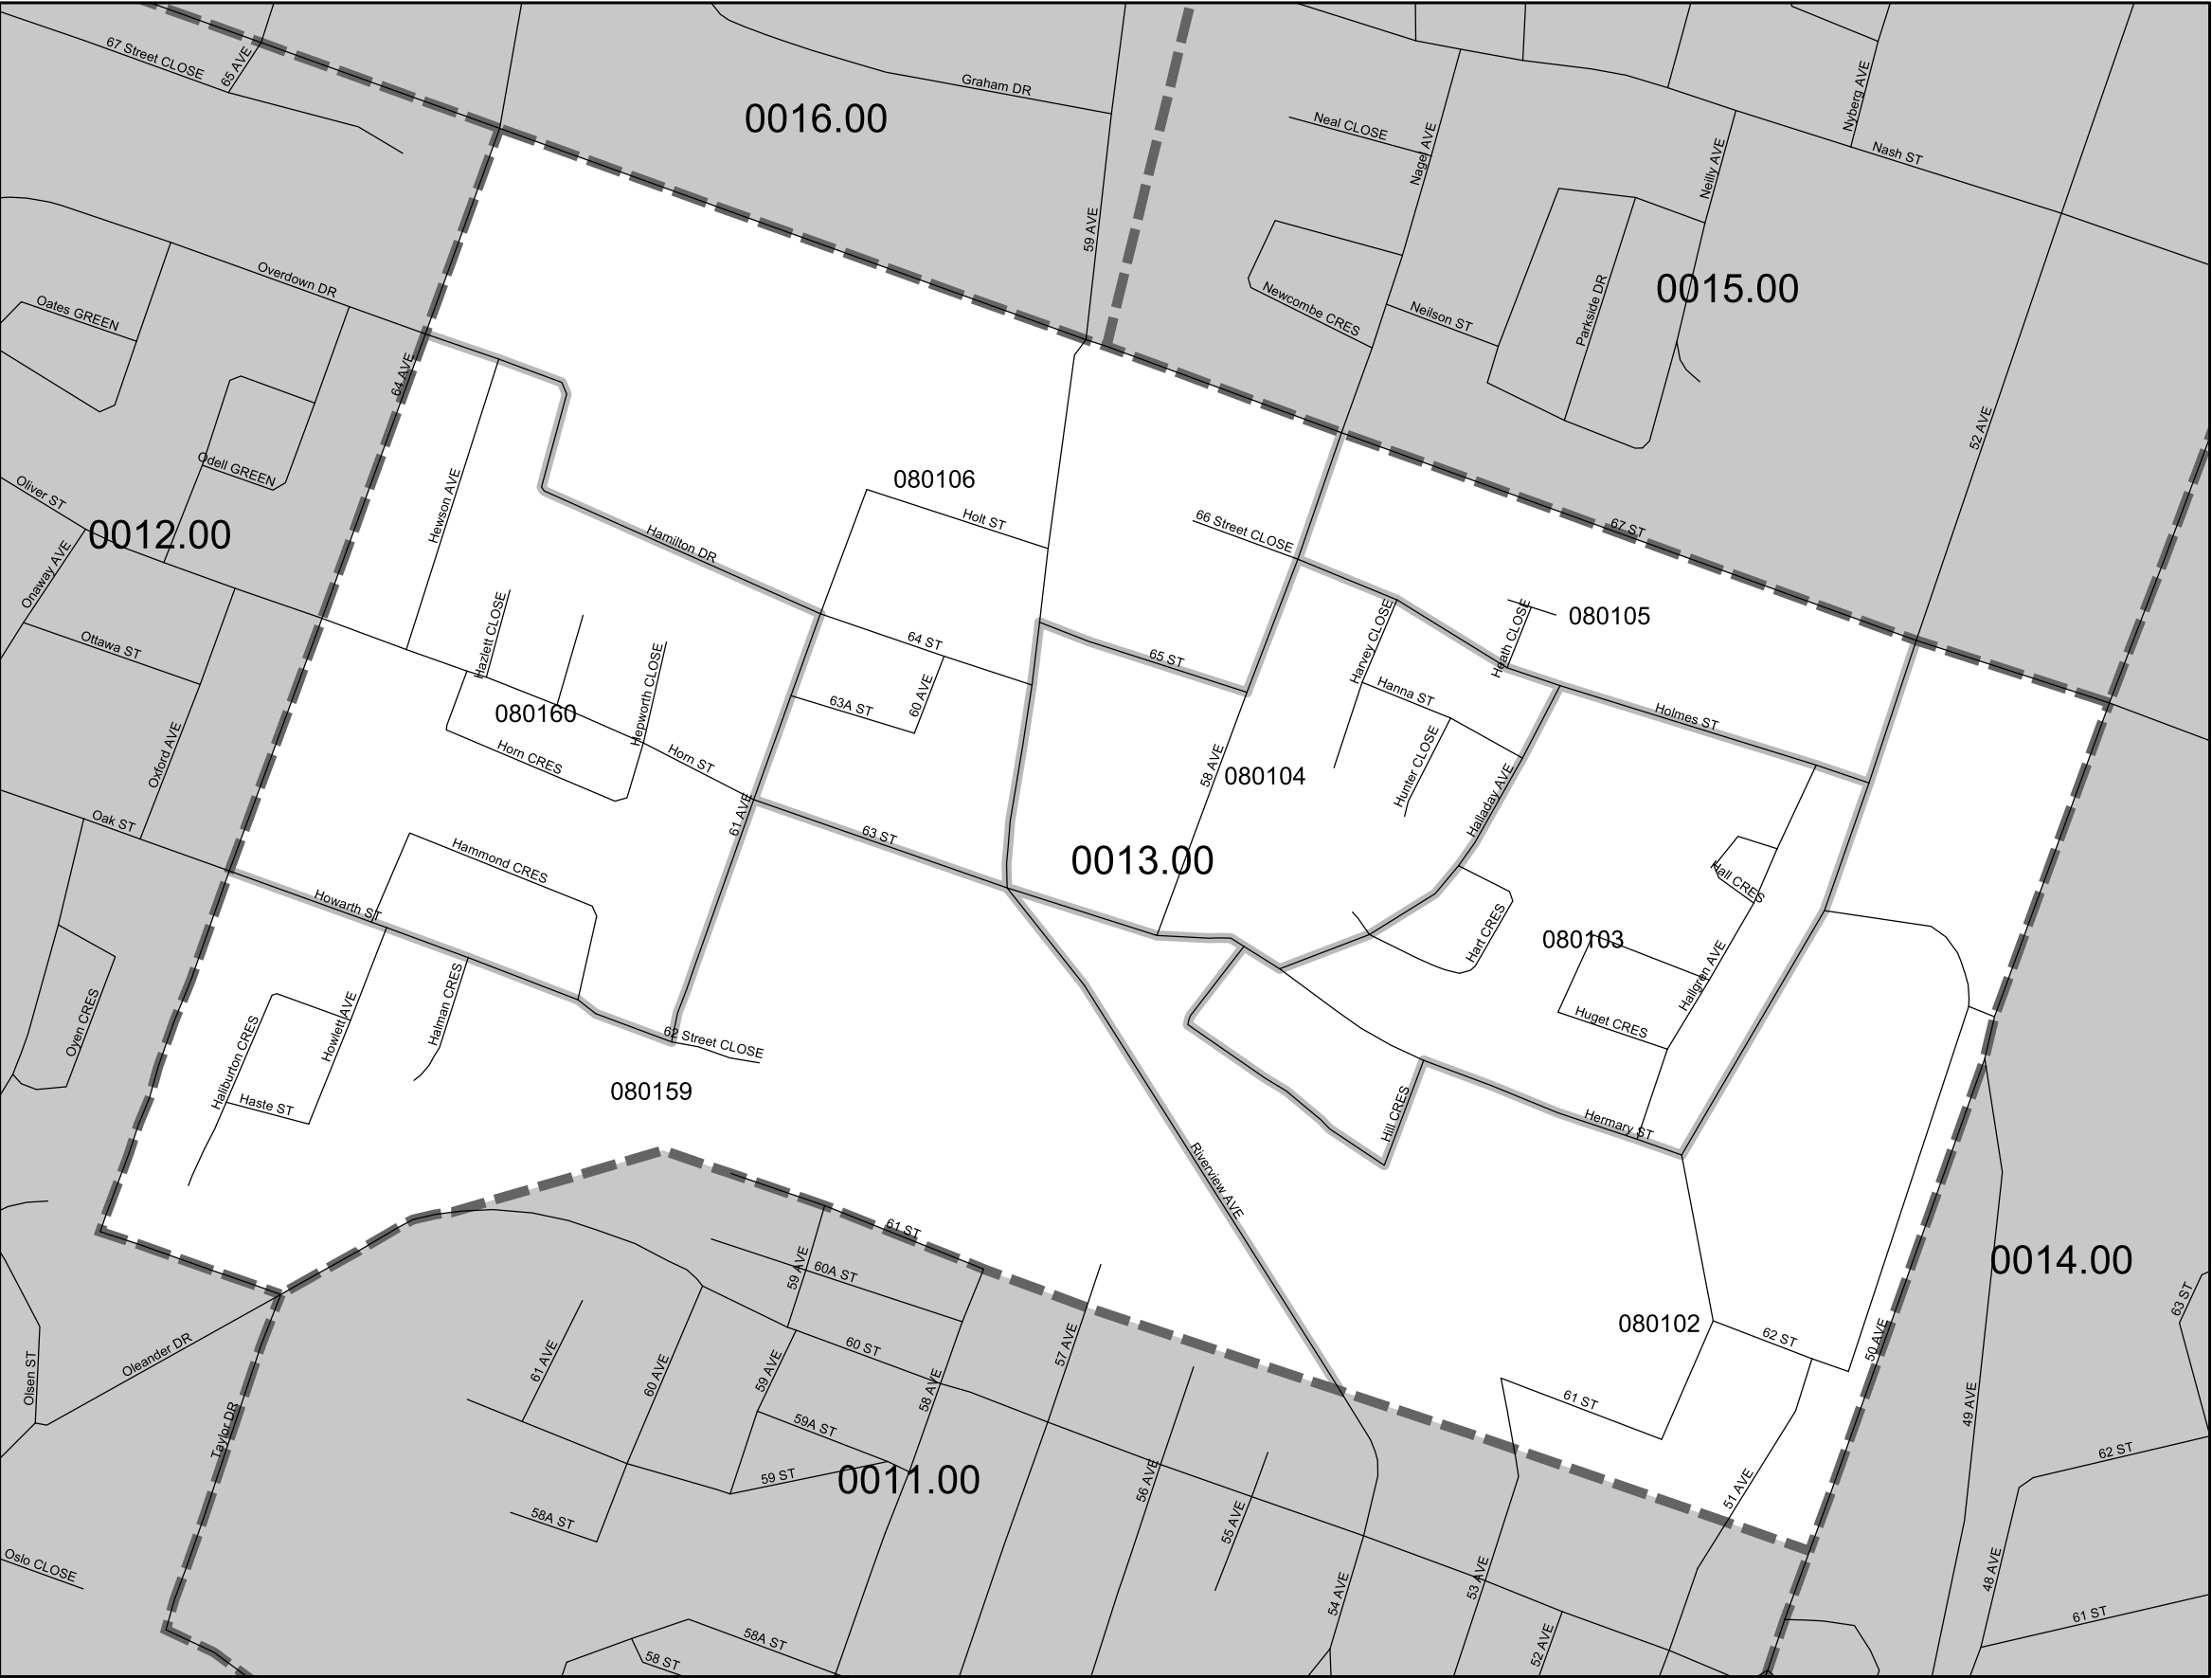 67 Street CLOSE
65 AVE
Graham DR
0016.00
Neal CLOSE
Nagel AVE
Nyberg AVE
Nash ST
Neilly AVE
59 AVE
Overdown DR
Oates GREEN
Newcombe CRES
Neilson ST
Parkside DR
0015.00
64 AVE
52 AVE
Odell GREEN
Oliver ST
0012.00
Onaway AVE
Hewson AVE
080106
Holt ST
Hamilton DR
66 Street CLOSE
67 ST
Ottawa ST
Hazlett CLOSE
Hepworth CLOSE
64 ST
65 ST
Harvey CLOSE
Heath CLOSE
080105
Hanna ST
63A ST
60 AVE
080160
Horn CRES
Horn ST
Holmes ST
Oxford AVE
58 AVE
080104
Hunter CLOSE
Halladay AVE
Oak ST
61 AVE
63 ST
0013.00
Hammond CRES
Hall CRES
Howarth ST
Hart CRES
080103
Hallgren AVE
Oyen CRES
Haliburton CRES
Howlett AVE
Halman CRES
62 Street CLOSE
Huget CRES
080159
Haste ST
Hill CRES
Hermary ST
Riverview AVE
61 ST
59 AVE
60A ST
0014.00
63 ST
080102
62 ST
50 AVE
Olsen ST
Oleander DR
61 AVE
60 AVE
59 AVE
60 ST
58 AVE
57 AVE
61 ST
49 AVE
Taylor DR
59A ST
59 ST
0011.00
56 AVE
55 AVE
51 AVE
62 ST
58A ST
Oslo CLOSE
54 AVE
53 AVE
48 AVE
61 ST
58A ST
58 ST
52 AVE